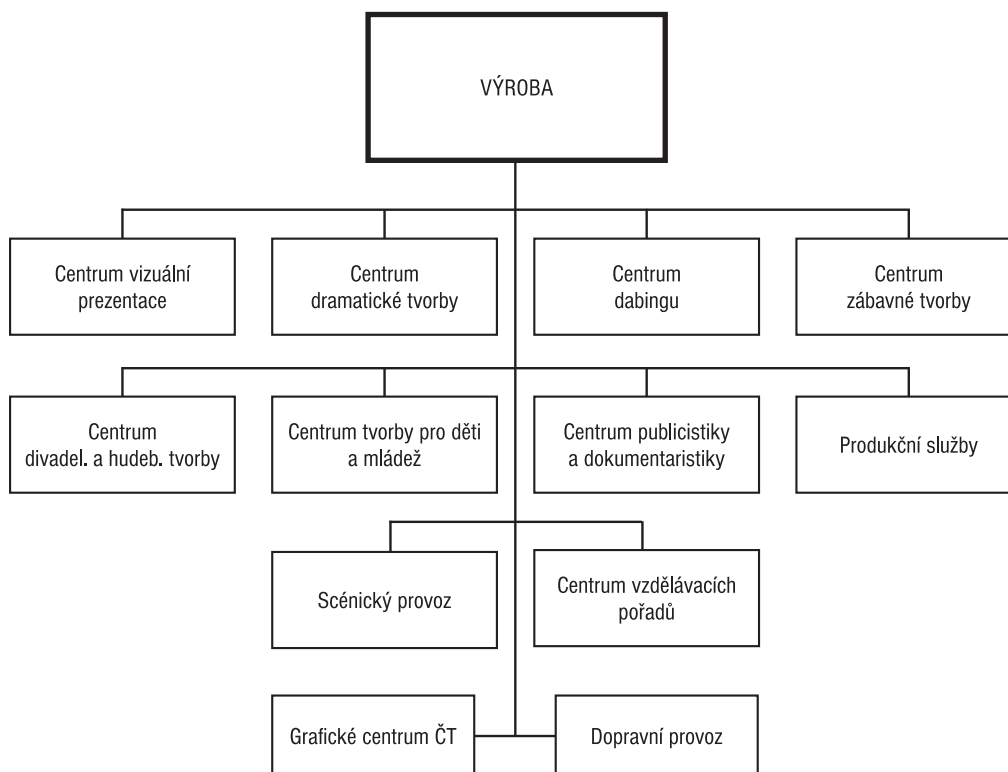 VÝROBA
Centrum vizuální
prezentace
Centrum
dramatické tvorby
Centrum
dabingu
Centrum
zábavné tvorby
Centrum
divadel. a hudeb. tvorby
Centrum tvorby pro děti
a mládež
Centrum publicistiky
a dokumentaristiky
Produkční služby
Scénický provoz
Centrum vzdělávacích
pořadů
Grafické centrum ČT
Dopravní provoz